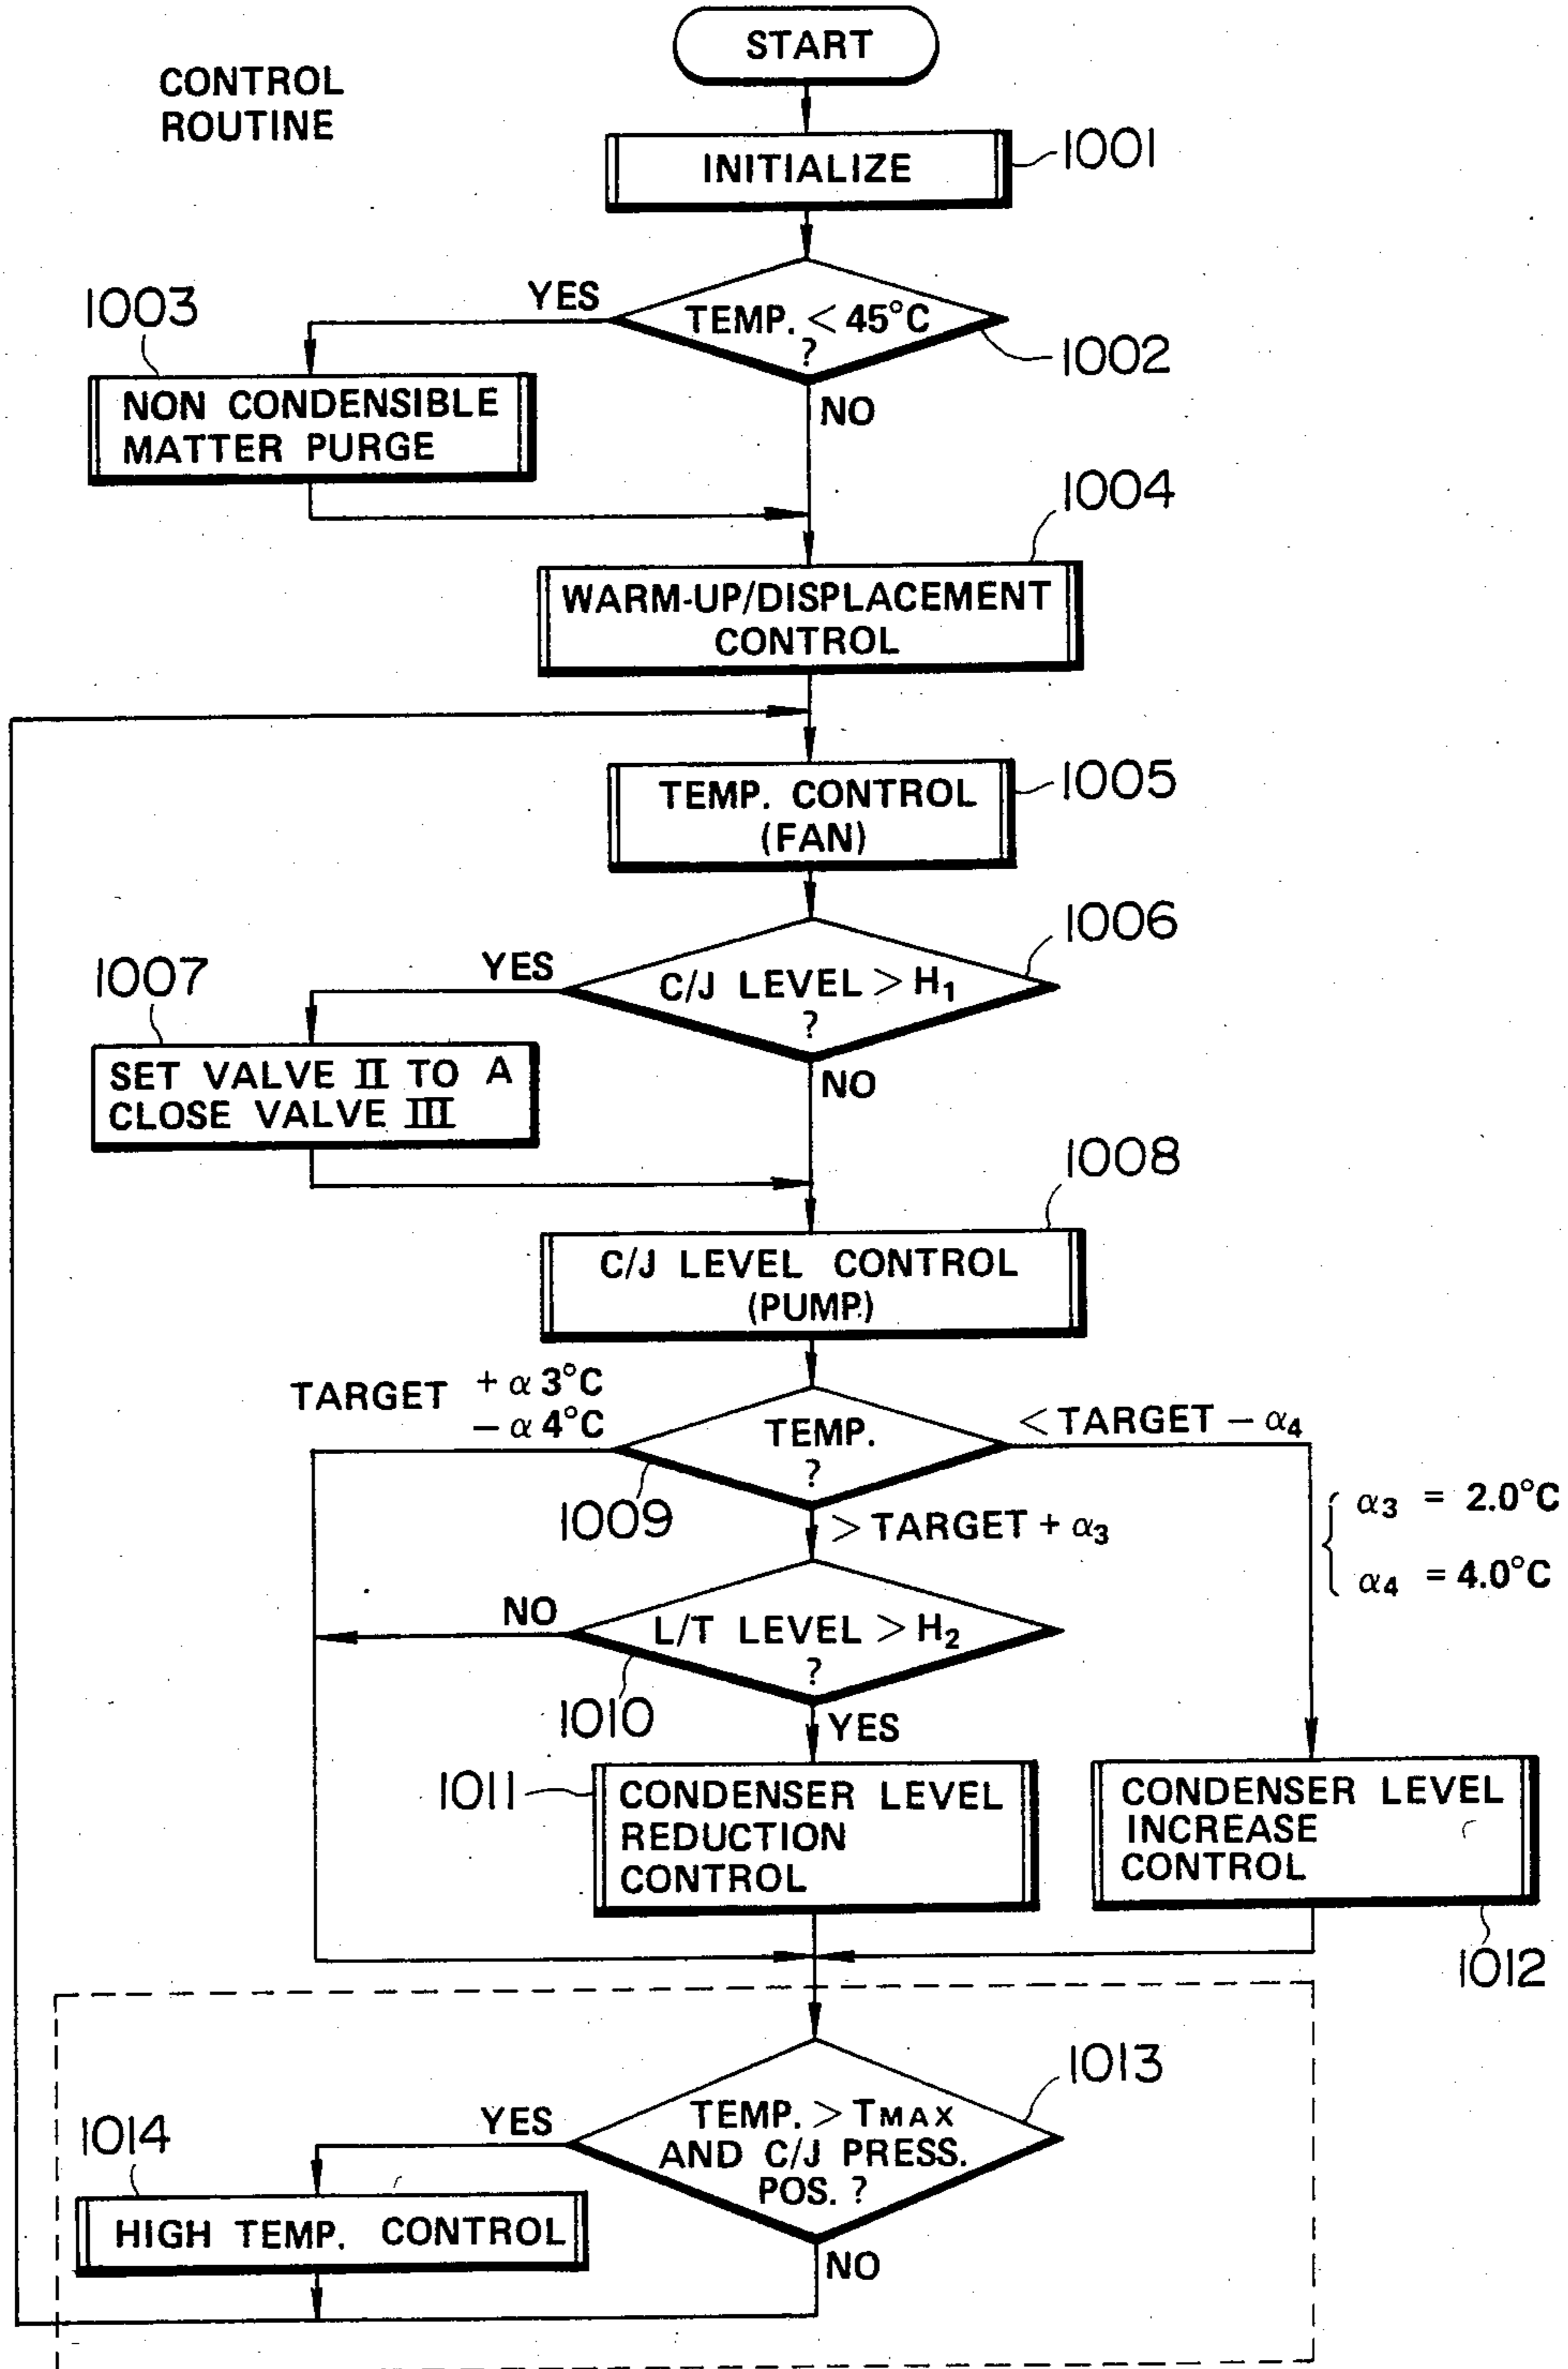 START
CONTROL
ROUTINE
INITIALIZE
1001
YES
TEMP. < 45°C
?
1002
1003
NON CONDENSIBLE
MATTER PURGE
NO
1004
WARM-UP/DISPLACEMENT
CONTROL
TEMP. CONTROL
(FAN)
1005
1006
YES
C/J LEVEL > H₁
?
1007
SET VALVE II TO A
CLOSE VALVE III
NO
1008
C/J LEVEL CONTROL
(PUMP.)
TARGET + α 3°C
− α 4°C
TEMP.
?
< TARGET − α₄
1009
> TARGET + α₃
α₃ = 2.0°C
α₄ = 4.0°C
NO
L/T LEVEL > H₂
?
1010
YES
1011
CONDENSER LEVEL
REDUCTION
CONTROL
CONDENSER LEVEL
INCREASE
CONTROL
1012
1013
YES
TEMP. > TMAX
AND C/J PRESS.
POS. ?
1014
HIGH TEMP. CONTROL
NO